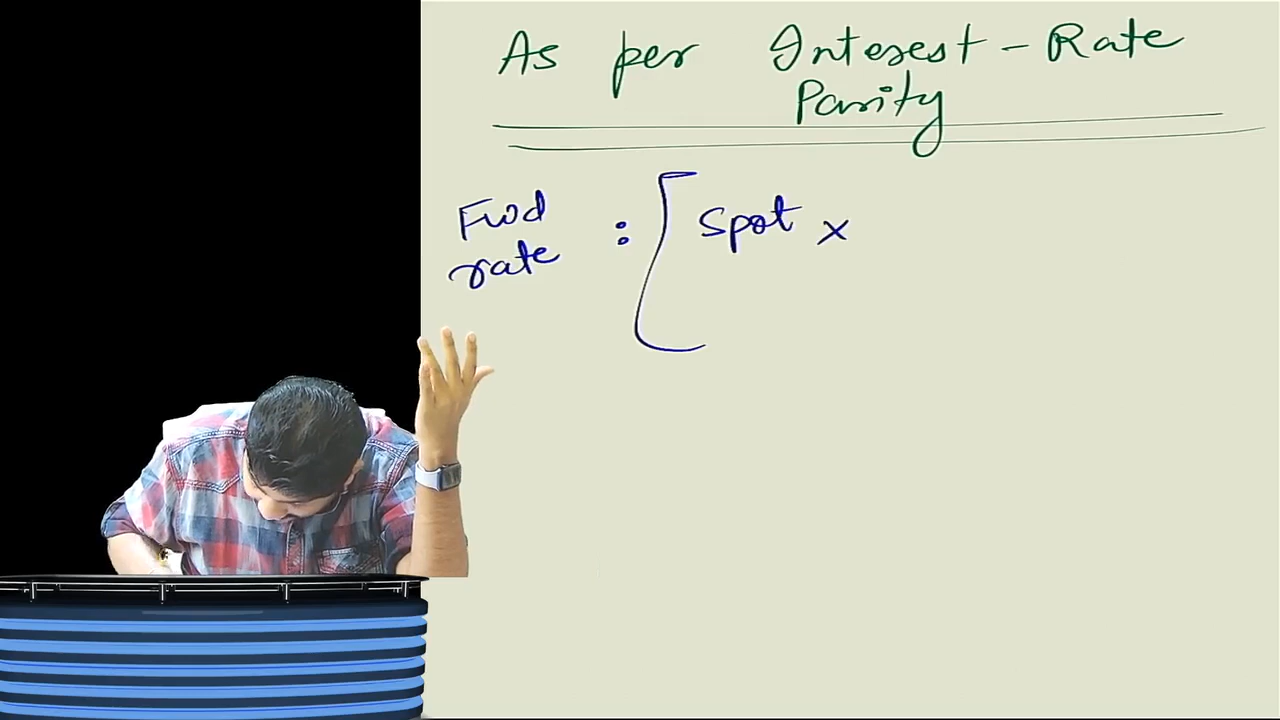 As per Interest-Rate
Parity
Fwd
rate : [ Spot ×